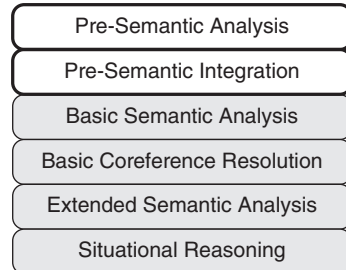 Pre-Semantic Analysis
Pre-Semantic Integration
Basic Semantic Analysis
Basic Coreference Resolution
Extended Semantic Analysis
Situational Reasoning